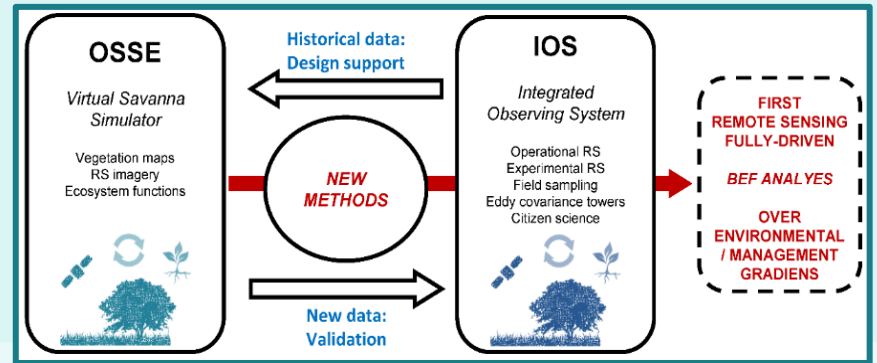 OSSE
Virtual Savanna
Simulator
Vegetation maps
RS imagery
Ecosystem functions
Historical data:
Design support
NEW
METHODS
New data:
Validation
IOS
Integrated
Observing System
Operational RS
Experimental RS
Field sampling
Eddy covariance towers
Citizen science
FIRST
REMOTE SENSING
FULLY-DRIVEN
BEF ANALYES
OVER
ENVIRONMENTAL
/ MANAGEMENT
GRADIENS